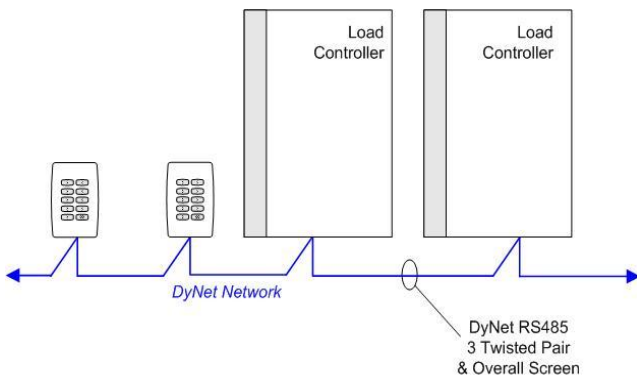 Load
Controller
Load
Controller
DyNet Network
DyNet RS485
3 Twisted Pair
& Overall Screen